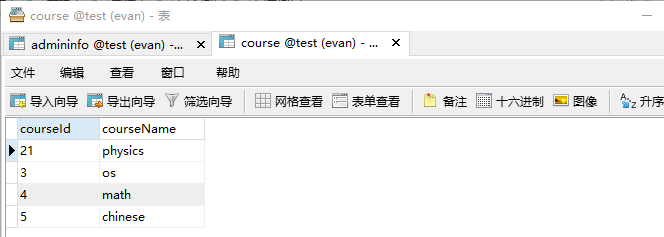 course @test (evan) - 表
admininfo @test (evan) -... × course @test (evan) - ... ×
文件 编辑 查看 窗口 帮助
导入向导 导出向导 筛选向导 网格查看 表单查看 备注 十六进制 图像 升序
courseId courseName
21 physics
3 os
4 math
5 chinese